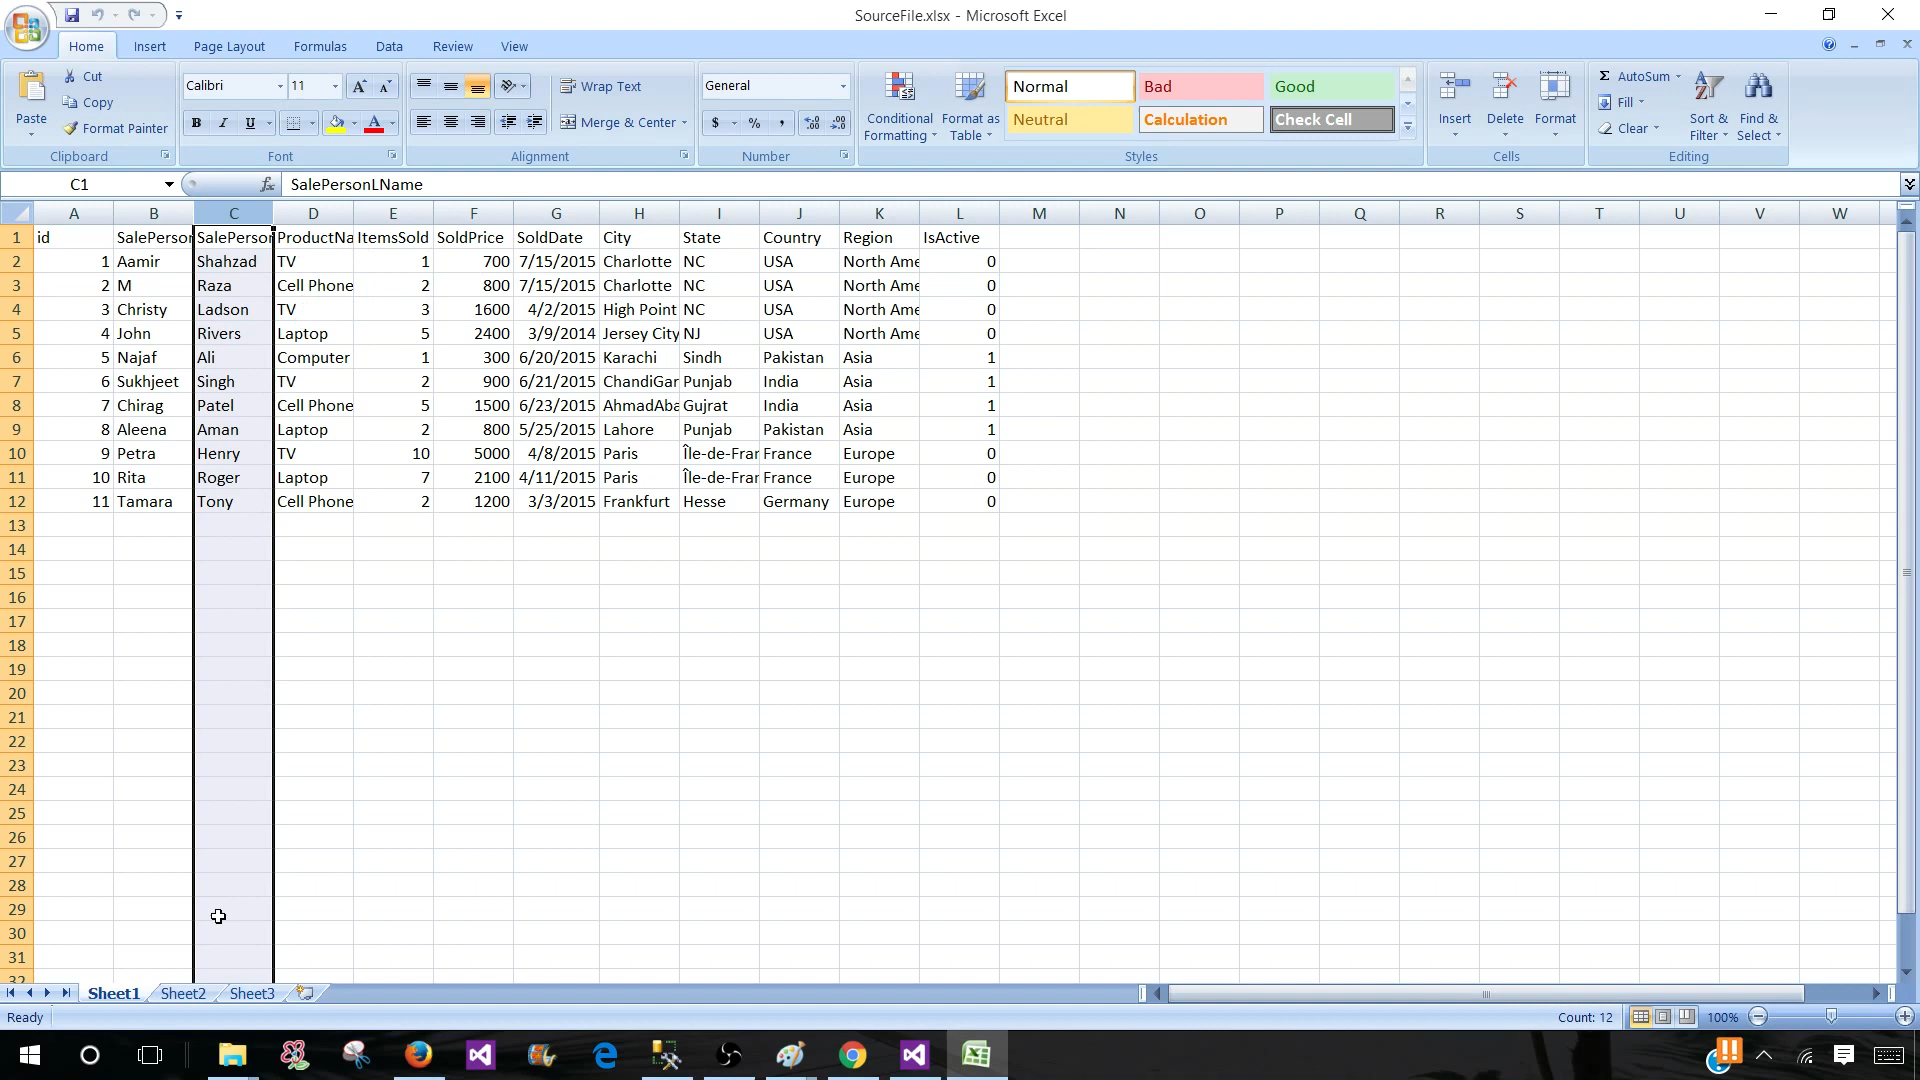 SourceFile.xlsx - Microsoft Excel
Home Insert Page Layout Formulas Data Review View
Paste
Cut
Copy
Format Painter
Clipboard
Calibri 11
B I U
Font
Wrap Text
Merge & Center
Alignment
General
$ % ,
Number
Conditional Formatting
Format as Table
Normal Bad Good
Neutral Calculation Check Cell
Styles
Insert Delete Format
Cells
Σ AutoSum
Fill
Clear
Sort & Filter
Find & Select
Editing
C1 fx SalePersonLName
A B C D E F G H I J K L M N O P Q R S T U V W
1 id SalePerson SalePerson ProductNa ItemsSold SoldPrice SoldDate City State Country Region IsActive
2 1 Aamir Shahzad TV 1 700 7/15/2015 Charlotte NC USA North Ame 0
3 2 M Raza Cell Phone 2 800 7/15/2015 Charlotte NC USA North Ame 0
4 3 Christy Ladson TV 3 1600 4/2/2015 High Point NC USA North Ame 0
5 4 John Rivers Laptop 5 2400 3/9/2014 Jersey City NJ USA North Ame 0
6 5 Najaf Ali Computer 1 300 6/20/2015 Karachi Sindh Pakistan Asia 1
7 6 Sukhjeet Singh TV 2 900 6/21/2015 ChandiGar Punjab India Asia 1
8 7 Chirag Patel Cell Phone 5 1500 6/23/2015 AhmadAba Gujrat India Asia 1
9 8 Aleena Aman Laptop 2 800 5/25/2015 Lahore Punjab Pakistan Asia 1
10 9 Petra Henry TV 10 5000 4/8/2015 Paris Île-de-Fran France Europe 0
11 10 Rita Roger Laptop 7 2100 4/11/2015 Paris Île-de-Fran France Europe 0
12 11 Tamara Tony Cell Phone 2 1200 3/3/2015 Frankfurt Hesse Germany Europe 0
13
14
15
16
17
18
19
20
21
22
23
24
25
26
27
28
29
30
31
32
Sheet1 Sheet2 Sheet3
Ready Count: 12 100%